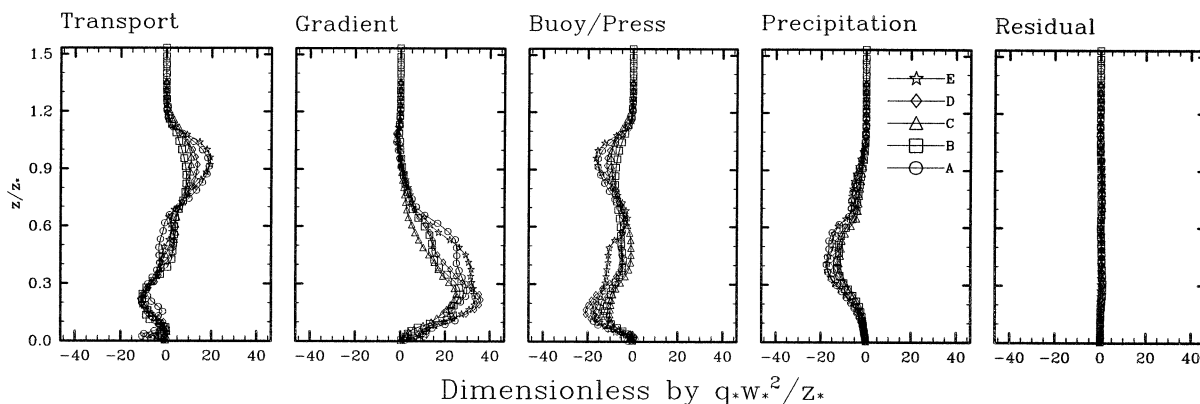 Transport Gradient Buoy/Press Precipitation Residual
1.5
1.2
0.9
0.6
0.3
0.0
z/z*
E
D
C
B
A
-40 -20 0 20 40 -40 -20 0 20 40 -40 -20 0 20 40 -40 -20 0 20 40 -40 -20 0 20 40
Dimensionless by q*w*²/z*